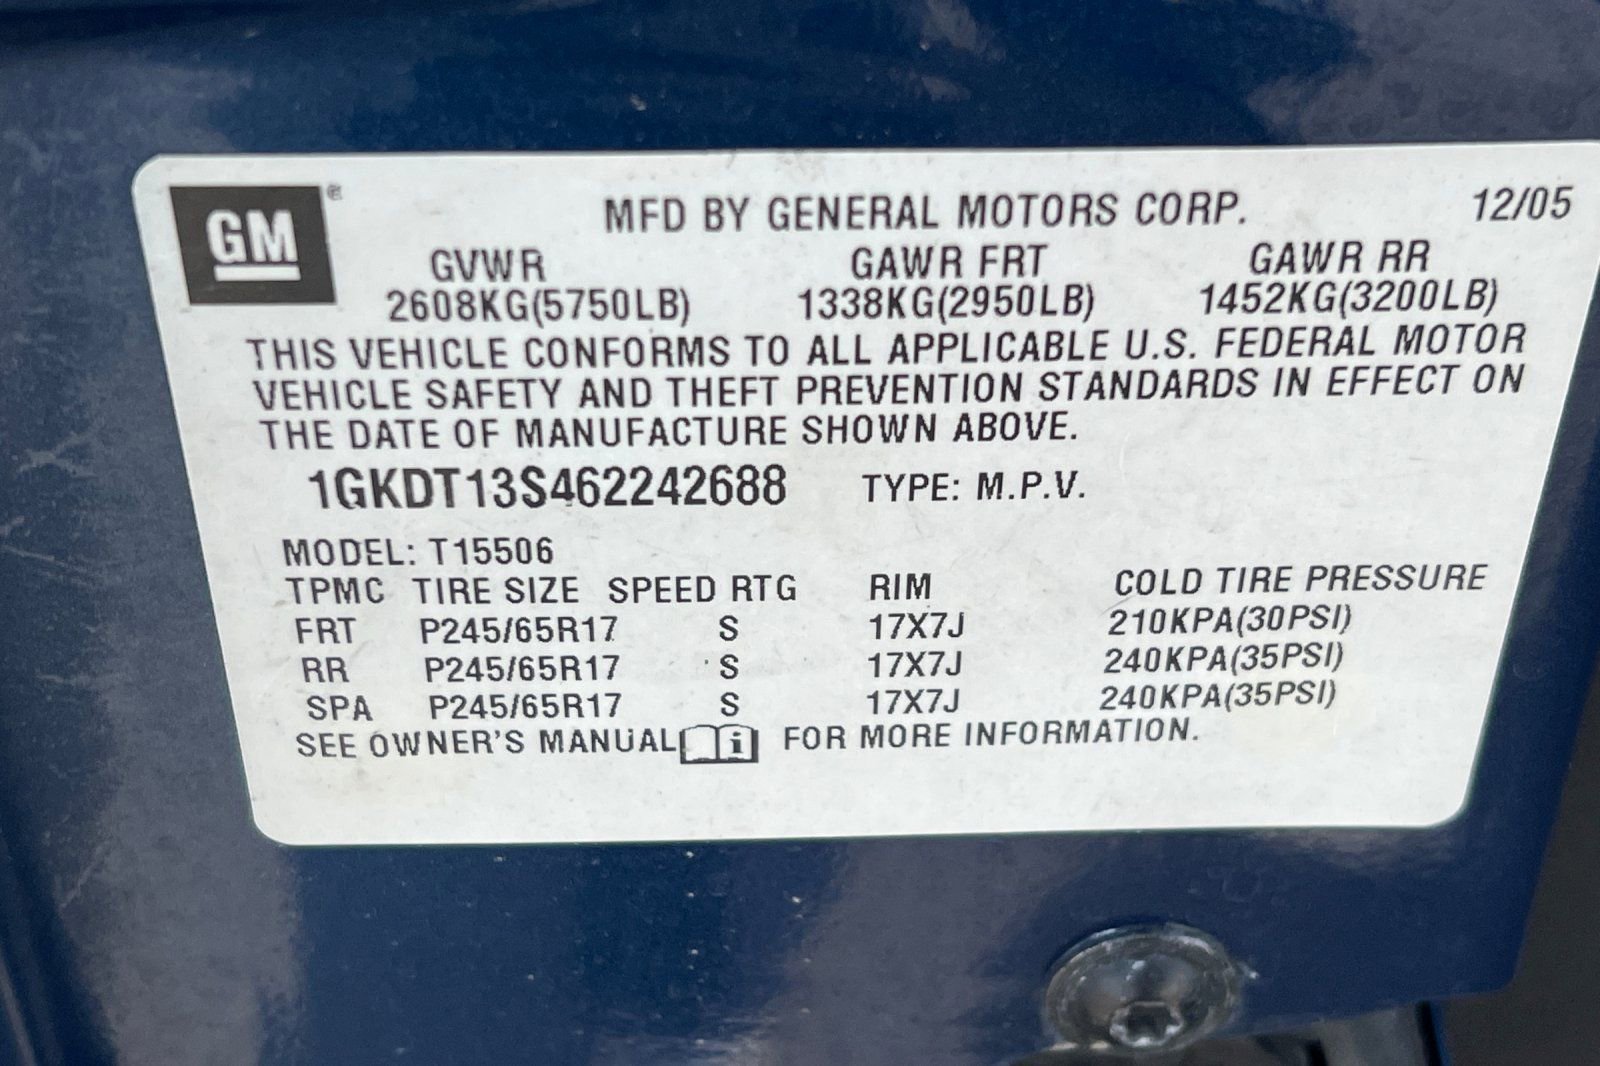 GM ®
MFD BY GENERAL MOTORS CORP. 12/05
GVWR GAWR FRT GAWR RR
2608KG(5750LB) 1338KG(2950LB) 1452KG(3200LB)
THIS VEHICLE CONFORMS TO ALL APPLICABLE U.S. FEDERAL MOTOR
VEHICLE SAFETY AND THEFT PREVENTION STANDARDS IN EFFECT ON
THE DATE OF MANUFACTURE SHOWN ABOVE.
1GKDT13S462242688 TYPE: M.P.V.
MODEL: T15506
TPMC TIRE SIZE SPEED RTG RIM COLD TIRE PRESSURE
FRT P245/65R17 S 17X7J 210KPA(30PSI)
RR P245/65R17 S 17X7J 240KPA(35PSI)
SPA P245/65R17 S 17X7J 240KPA(35PSI)
SEE OWNER'S MANUAL i FOR MORE INFORMATION.